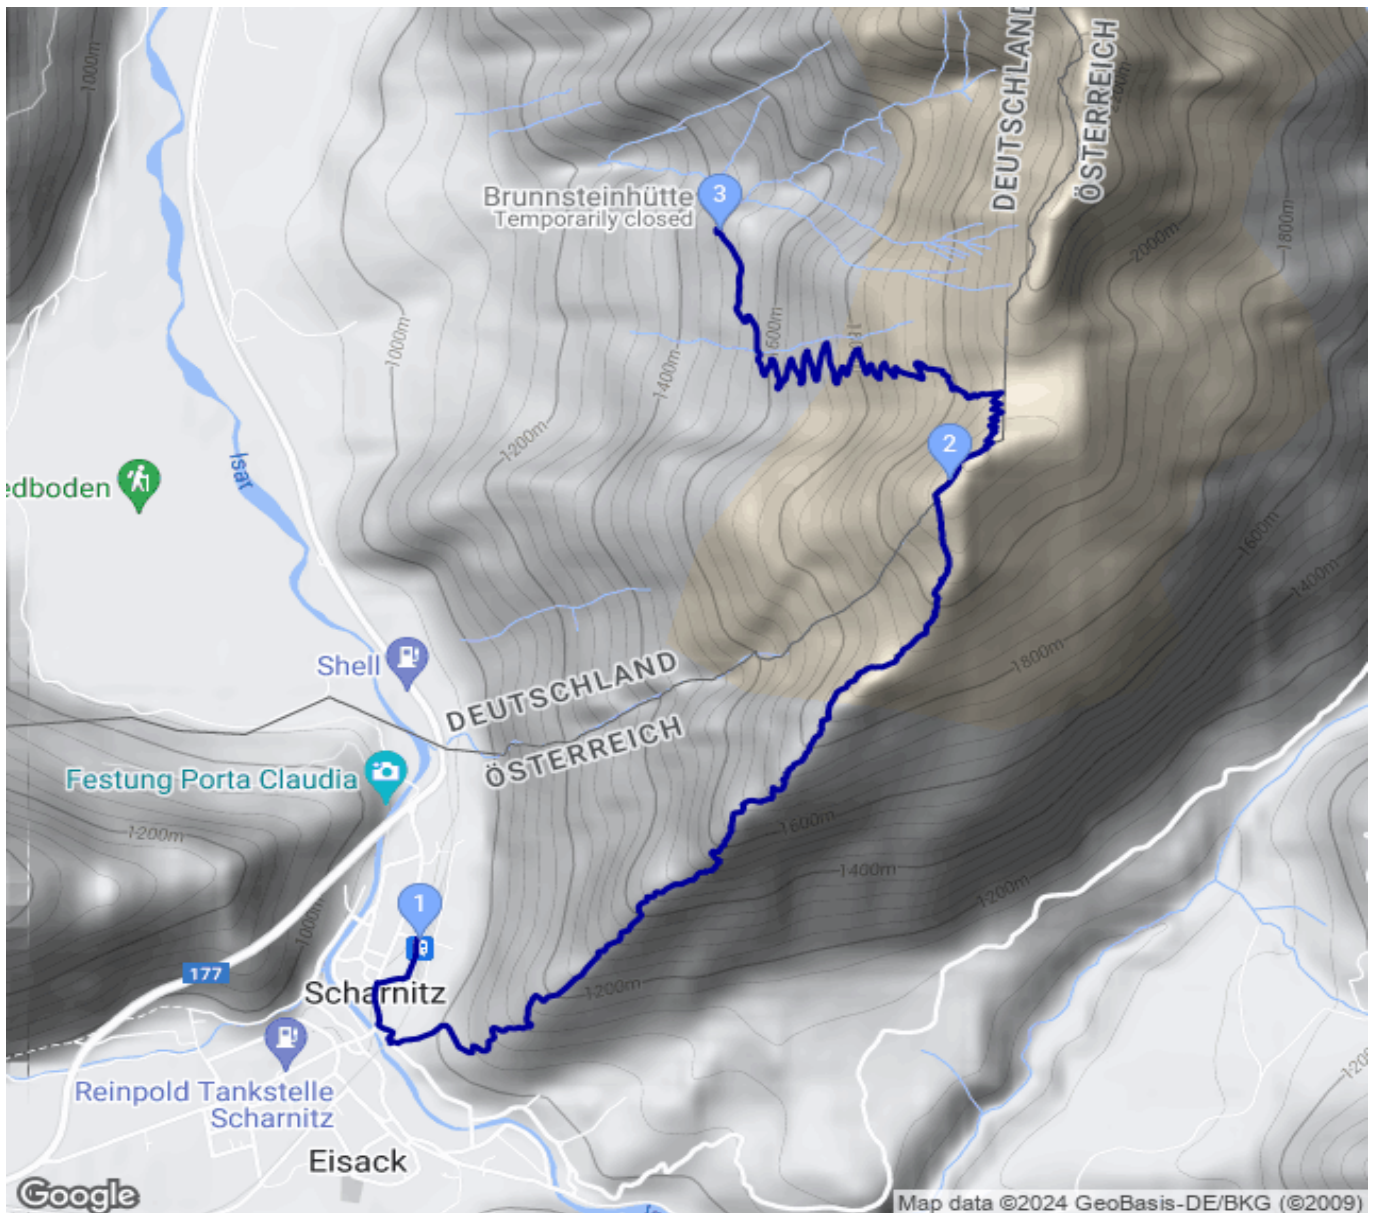 1000m
DEUTSCHLAND
ÖSTERREICH
2000m
1800m
3
Brunnsteinhütte
Temporarily closed
1000m
1600m
1400m
1200m
2
edboden
Isar
1600m
1400m
Shell
DEUTSCHLAND
ÖSTERREICH
1800m
Festung Porta Claudia
1200m
1600m
1400m
1200m
1
1000m
177
Scharnitz
1200m
Reinpold Tankstelle
Scharnitz
Eisack
Google
Map data ©2024 GeoBasis-DE/BKG (©2009)